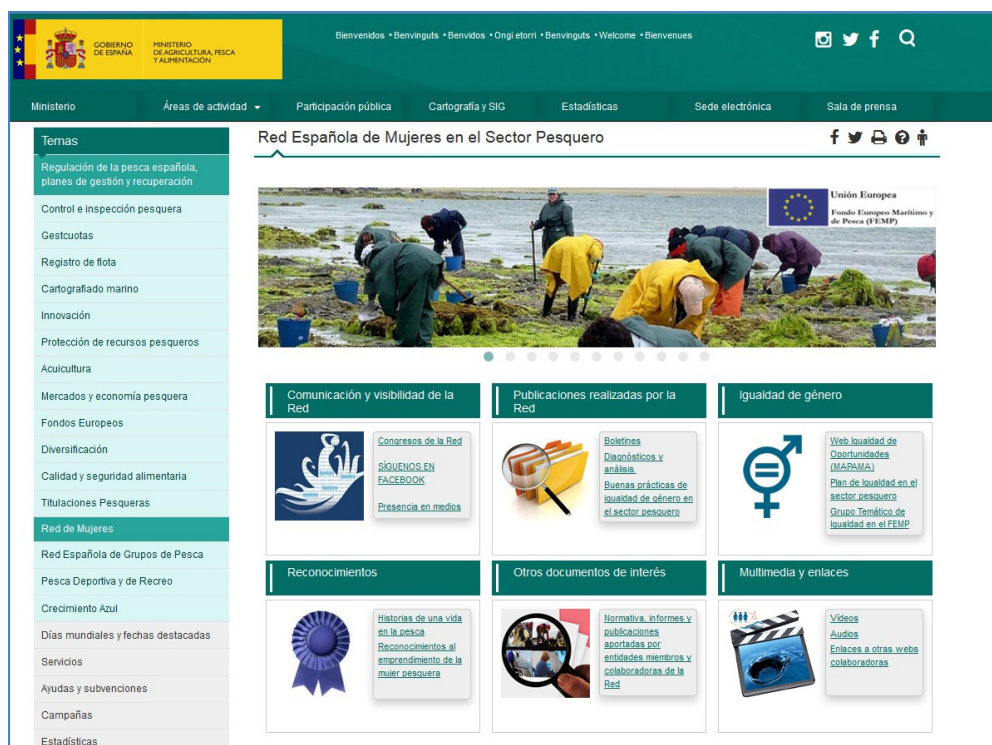 GOBIERNO
DE ESPAÑA
MINISTERIO
DE AGRICULTURA, PESCA
Y ALIMENTACIÓN
Bienvenidos • Benvinguts • Benvidos • Ongi etorri • Benvinguts • Welcome • Bienvenues
Ministerio Áreas de actividad Participación pública Cartografía y SIG Estadísticas Sede electrónica Sala de prensa
Temas
Regulación de la pesca española,
planes de gestión y recuperación
Control e inspección pesquera
Gestcuotas
Registro de flota
Cartografiado marino
Innovación
Protección de recursos pesqueros
Acuicultura
Mercados y economía pesquera
Fondos Europeos
Diversificación
Calidad y seguridad alimentaria
Titulaciones Pesqueras
Red de Mujeres
Red Española de Grupos de Pesca
Pesca Deportiva y de Recreo
Crecimiento Azul
Días mundiales y fechas destacadas
Servicios
Ayudas y subvenciones
Campañas
Estadísticas
Red Española de Mujeres en el Sector Pesquero
Unión Europea
Fondo Europeo Marítimo y
de Pesca (FEMP)
Comunicación y visibilidad de la
Red
Congresos de la Red
SÍGUENOS EN
FACEBOOK
Presencia en medios
Publicaciones realizadas por la
Red
Boletines
Diagnósticos y
análisis
Buenas prácticas de
igualdad de género en
el sector pesquero
Igualdad de género
Web Igualdad de
Oportunidades
(MAPAMA)
Plan de Igualdad en el
sector pesquero
Grupo Temático de
Igualdad en el FEMP
Reconocimientos
Historias de una vida
en la pesca
Reconocimientos al
emprendimiento de la
mujer pesquera
Otros documentos de interés
Normativa, informes y
publicaciones
aportadas por
entidades miembros y
colaboradoras de la
Red
Multimedia y enlaces
Vídeos
Audios
Enlaces a otras webs
colaboradoras